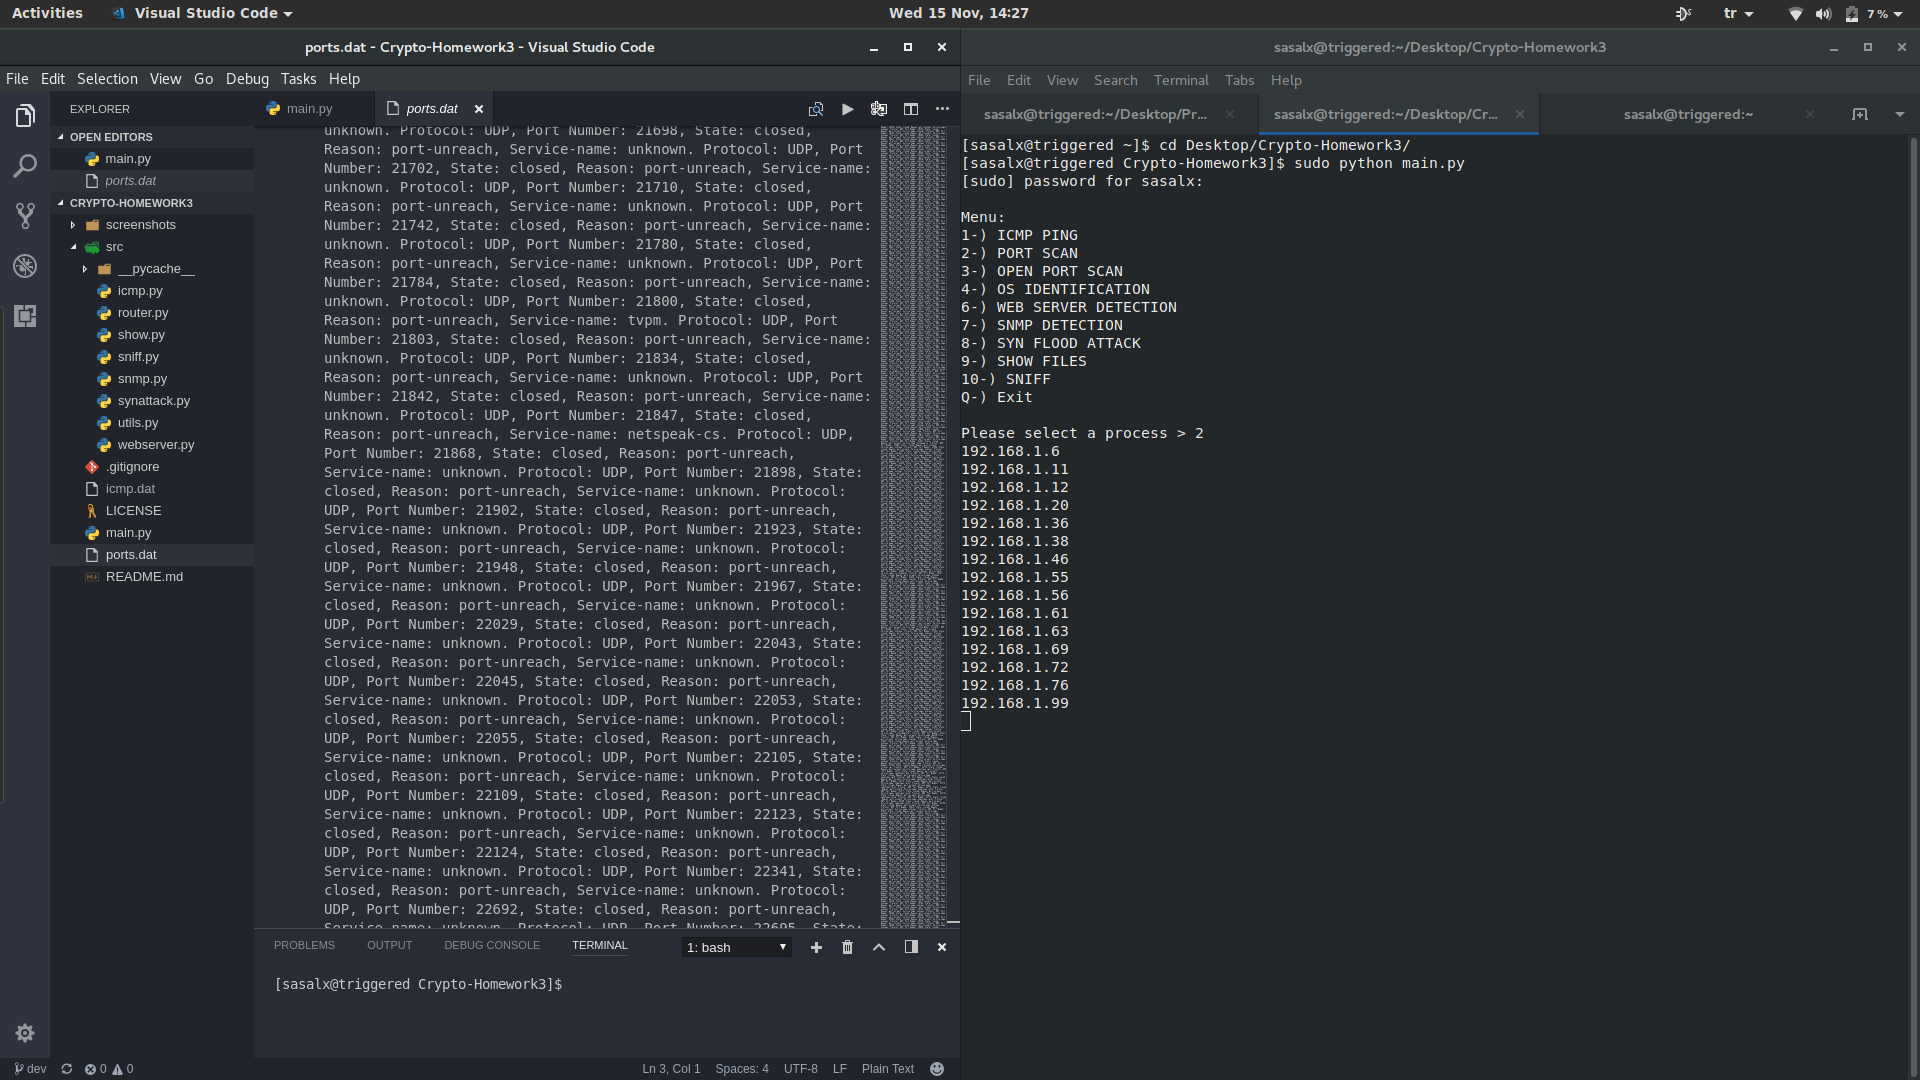 Activities
Visual Studio Code
Wed 15 Nov, 14:27
tr
7 %
ports.dat - Crypto-Homework3 - Visual Studio Code
File Edit Selection View Go Debug Tasks Help
EXPLORER
OPEN EDITORS
main.py
ports.dat
CRYPTO-HOMEWORK3
screenshots
src
__pycache__
icmp.py
router.py
show.py
sniff.py
snmp.py
synattack.py
utils.py
webserver.py
.gitignore
icmp.dat
LICENSE
main.py
ports.dat
README.md
main.py
ports.dat
unknown. Protocol: UDP, Port Number: 21698, State: closed,
Reason: port-unreach, Service-name: unknown. Protocol: UDP, Port
Number: 21702, State: closed, Reason: port-unreach, Service-name:
unknown. Protocol: UDP, Port Number: 21710, State: closed,
Reason: port-unreach, Service-name: unknown. Protocol: UDP, Port
Number: 21742, State: closed, Reason: port-unreach, Service-name:
unknown. Protocol: UDP, Port Number: 21780, State: closed,
Reason: port-unreach, Service-name: unknown. Protocol: UDP, Port
Number: 21784, State: closed, Reason: port-unreach, Service-name:
unknown. Protocol: UDP, Port Number: 21800, State: closed,
Reason: port-unreach, Service-name: tvpm. Protocol: UDP, Port
Number: 21803, State: closed, Reason: port-unreach, Service-name:
unknown. Protocol: UDP, Port Number: 21834, State: closed,
Reason: port-unreach, Service-name: unknown. Protocol: UDP, Port
Number: 21842, State: closed, Reason: port-unreach, Service-name:
unknown. Protocol: UDP, Port Number: 21847, State: closed,
Reason: port-unreach, Service-name: netspeak-cs. Protocol: UDP,
Port Number: 21868, State: closed, Reason: port-unreach,
Service-name: unknown. Protocol: UDP, Port Number: 21898, State:
closed, Reason: port-unreach, Service-name: unknown. Protocol:
UDP, Port Number: 21902, State: closed, Reason: port-unreach,
Service-name: unknown. Protocol: UDP, Port Number: 21923, State:
closed, Reason: port-unreach, Service-name: unknown. Protocol:
UDP, Port Number: 21948, State: closed, Reason: port-unreach,
Service-name: unknown. Protocol: UDP, Port Number: 21967, State:
closed, Reason: port-unreach, Service-name: unknown. Protocol:
UDP, Port Number: 22029, State: closed, Reason: port-unreach,
Service-name: unknown. Protocol: UDP, Port Number: 22043, State:
closed, Reason: port-unreach, Service-name: unknown. Protocol:
UDP, Port Number: 22045, State: closed, Reason: port-unreach,
Service-name: unknown. Protocol: UDP, Port Number: 22053, State:
closed, Reason: port-unreach, Service-name: unknown. Protocol:
UDP, Port Number: 22055, State: closed, Reason: port-unreach,
Service-name: unknown. Protocol: UDP, Port Number: 22105, State:
closed, Reason: port-unreach, Service-name: unknown. Protocol:
UDP, Port Number: 22109, State: closed, Reason: port-unreach,
Service-name: unknown. Protocol: UDP, Port Number: 22123, State:
closed, Reason: port-unreach, Service-name: unknown. Protocol:
UDP, Port Number: 22124, State: closed, Reason: port-unreach,
Service-name: unknown. Protocol: UDP, Port Number: 22341, State:
closed, Reason: port-unreach, Service-name: unknown. Protocol:
UDP, Port Number: 22692, State: closed, Reason: port-unreach,
Service-name: unknown. Protocol: UDP, Port Number: 22695, State:
PROBLEMS OUTPUT DEBUG CONSOLE TERMINAL
1: bash
[sasalx@triggered Crypto-Homework3]$
dev
0 0
Ln 3, Col 1 Spaces: 4 UTF-8 LF Plain Text
sasalx@triggered:~/Desktop/Crypto-Homework3
File Edit View Search Terminal Tabs Help
sasalx@triggered:~/Desktop/Pr...
sasalx@triggered:~/Desktop/Cr...
sasalx@triggered:~
[sasalx@triggered ~]$ cd Desktop/Crypto-Homework3/
[sasalx@triggered Crypto-Homework3]$ sudo python main.py
[sudo] password for sasalx:
Menu:
1-) ICMP PING
2-) PORT SCAN
3-) OPEN PORT SCAN
4-) OS IDENTIFICATION
6-) WEB SERVER DETECTION
7-) SNMP DETECTION
8-) SYN FLOOD ATTACK
9-) SHOW FILES
10-) SNIFF
Q-) Exit
Please select a process > 2
192.168.1.6
192.168.1.11
192.168.1.12
192.168.1.20
192.168.1.36
192.168.1.38
192.168.1.46
192.168.1.55
192.168.1.56
192.168.1.61
192.168.1.63
192.168.1.69
192.168.1.72
192.168.1.76
192.168.1.99